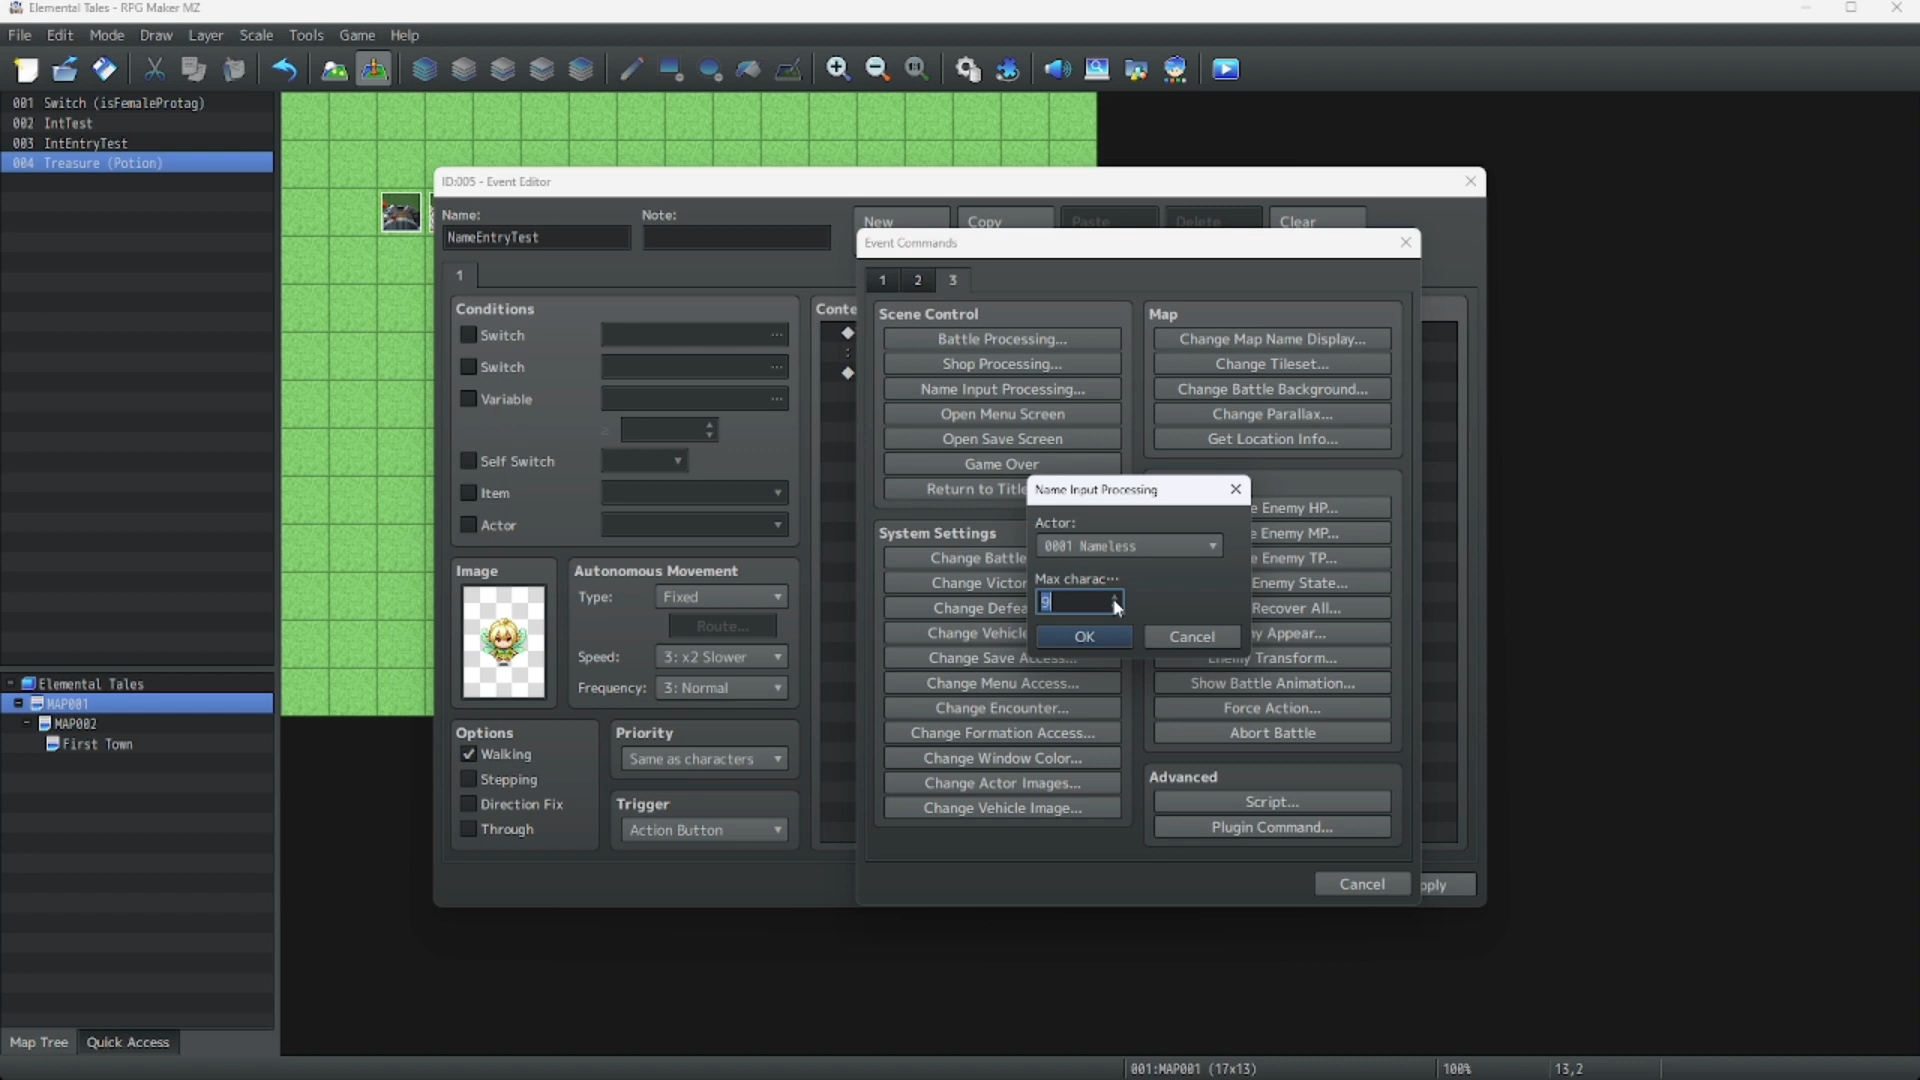 Elemental Tales - RPG Maker MZ
File Edit Mode Draw Layer Scale Tools Game Help
001 Switch (isFemaleProtag)
002 IntTest
003 IntEntryTest
004 Treasure (Potion)
ID:005 - Event Editor
Name:
Note:
NameEntryTest
New
Copy
Paste
Delete
Clear
1
Conditions
Switch
Switch
Variable
≥
Self Switch
Item
Actor
Image
Autonomous Movement
Type: Fixed
Route...
Speed: 3: x2 Slower
Frequency: 3: Normal
Options
Walking
Stepping
Direction Fix
Through
Priority
Same as characters
Trigger
Action Button
Conte
Event Commands
1 2 3
Scene Control
Battle Processing...
Shop Processing...
Name Input Processing...
Open Menu Screen
Open Save Screen
Game Over
Return to Title
System Settings
Change Battle
Change Victor
Change Defea
Change Vehicle
Change Save Access...
Change Menu Access...
Change Encounter...
Change Formation Access...
Change Window Color...
Change Actor Images...
Change Vehicle Image...
Map
Change Map Name Display...
Change Tileset...
Change Battle Background...
Change Parallax...
Get Location Info...
e Enemy HP...
e Enemy MP...
e Enemy TP...
Enemy State...
Recover All...
y Appear...
Enemy Transform...
Show Battle Animation...
Force Action...
Abort Battle
Advanced
Script...
Plugin Command...
Cancel
pply
Name Input Processing
Actor:
0001 Nameless
Max charac...
9
OK
Cancel
Elemental Tales
MAP001
MAP002
First Town
Map Tree
Quick Access
001:MAP001 (17x13)
100%
13,2